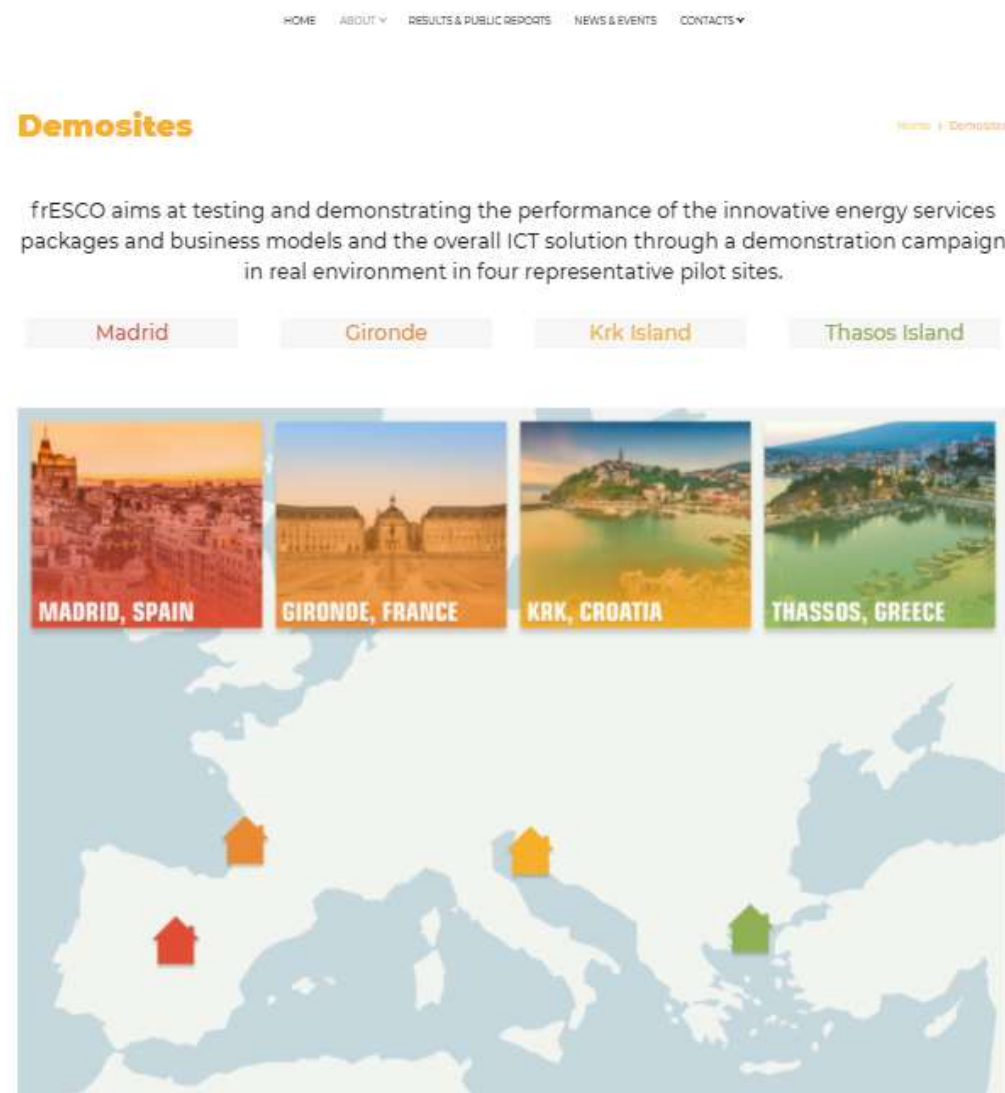 HOME ABOUT RESULTS & PUBLIC REPORTS NEWS & EVENTS CONTACTS
Demosites
Home Demosites
frESCO aims at testing and demonstrating the performance of the innovative energy services
packages and business models and the overall ICT solution through a demonstration campaign
in real environment in four representative pilot sites.
Madrid Gironde Krk Island Thasos Island
MADRID, SPAIN GIRONDE, FRANCE KRK, CROATIA THASSOS, GREECE